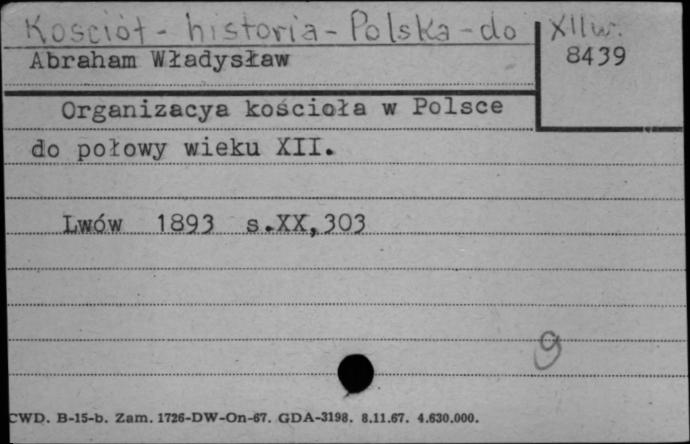 Kościół - historia - Polska - do XII w.
Abraham Władysław
8439
Organizacya kościoła w Polsce
do połowy wieku XII.
Lwów 1893 s.XX,303
9
CWD. B-15-b. Zam. 1726-DW-On-67. GDA-3198. 8.11.67. 4.630.000.